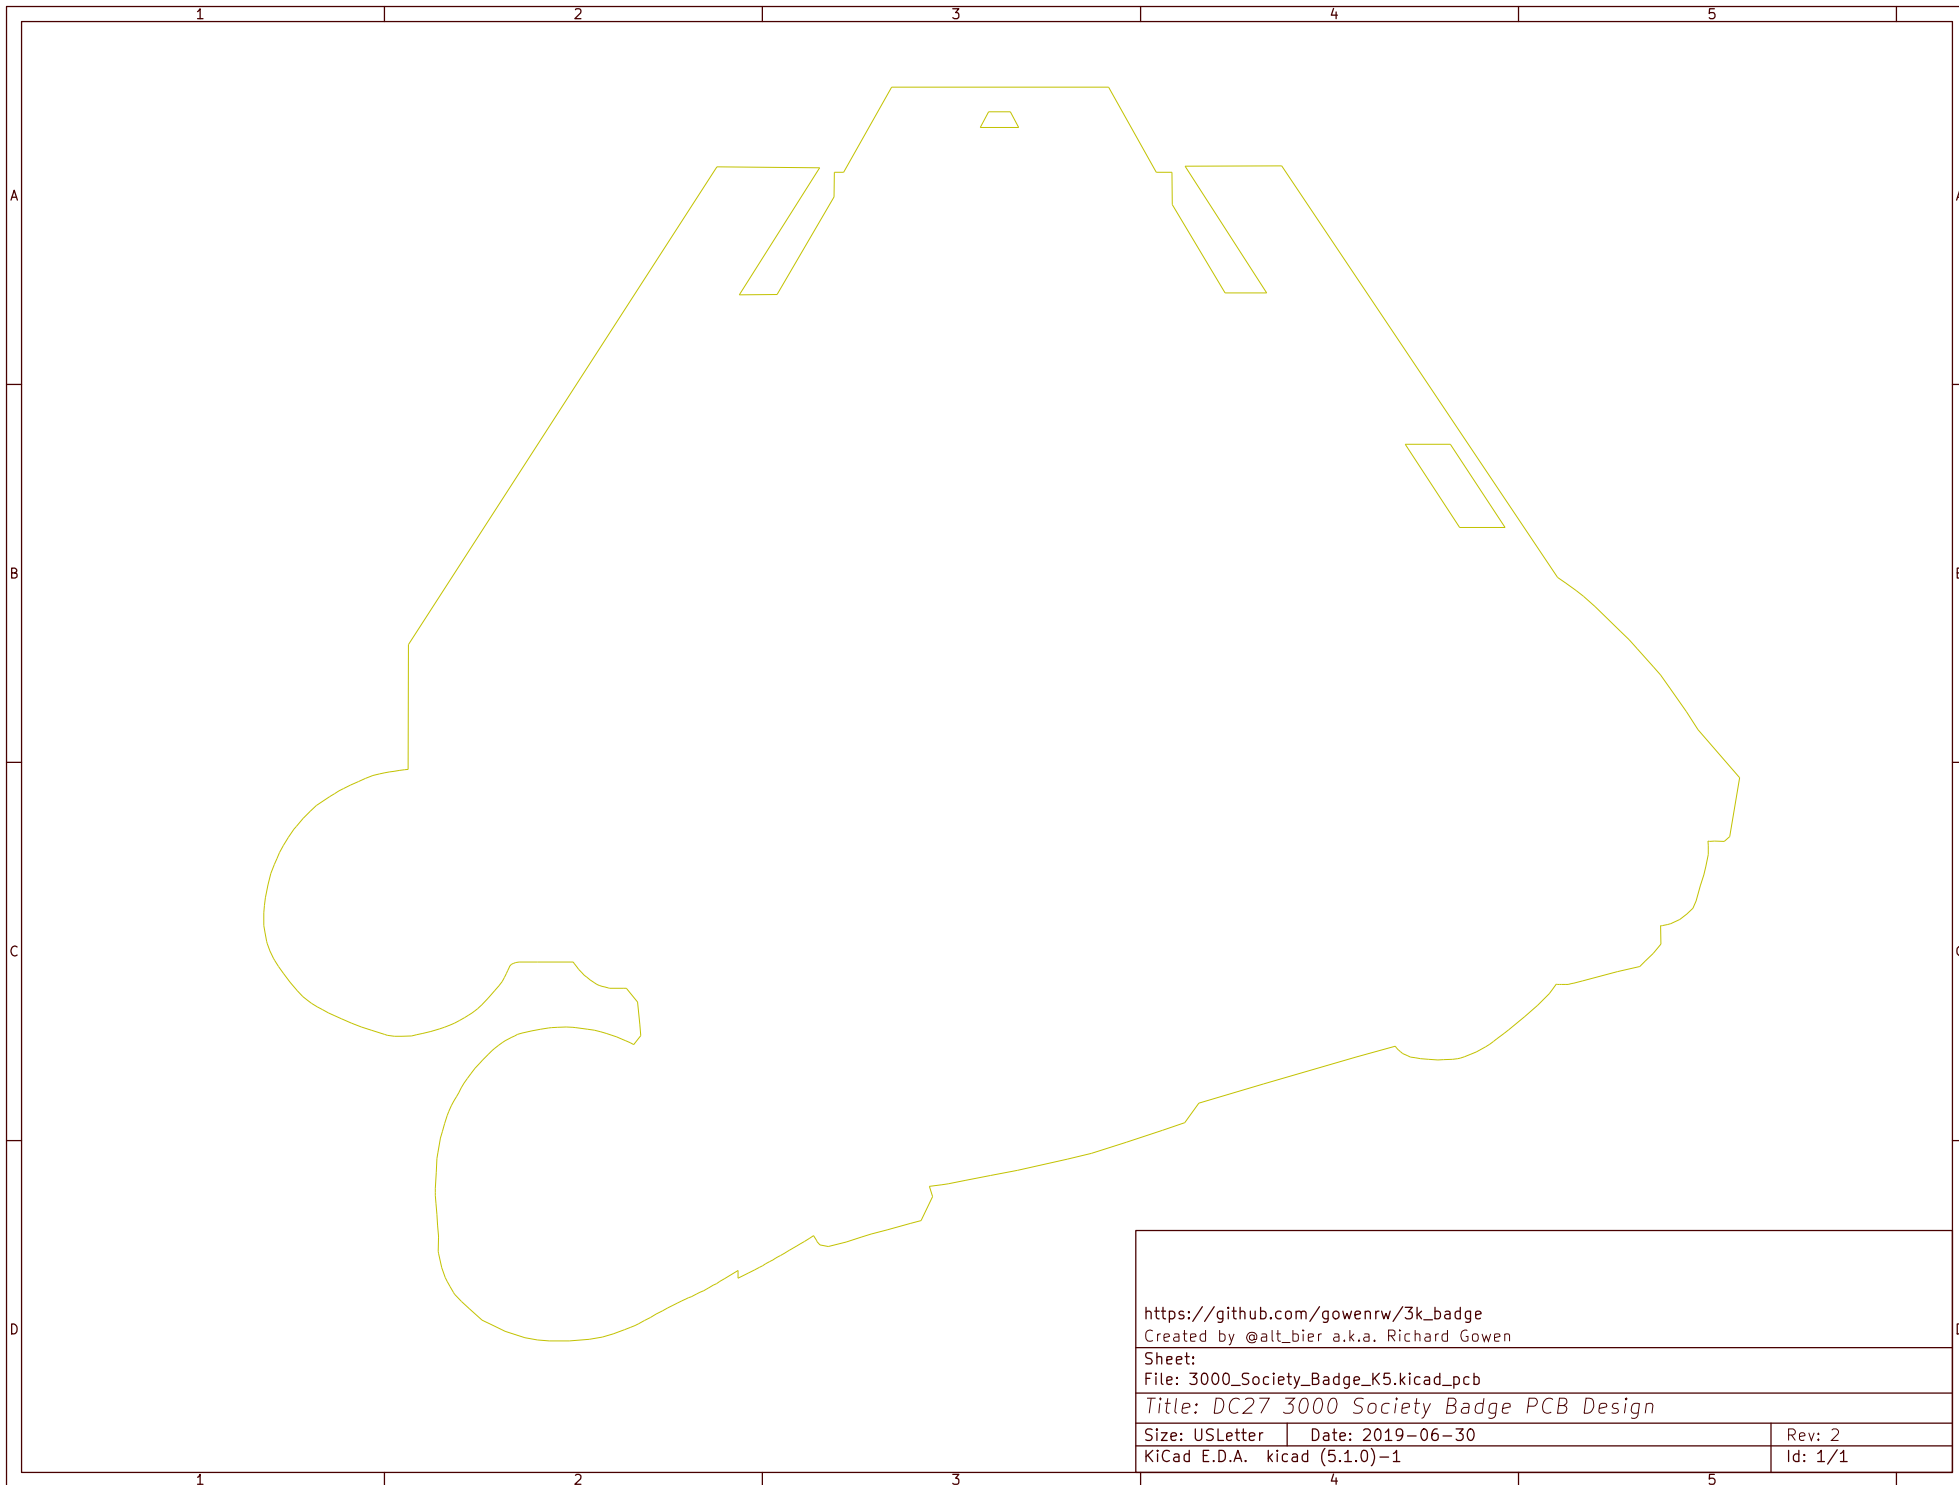 1 2 3 4 5
A A
B B
C C
D D
https://github.com/gowenrw/3k_badge
Created by @alt_bier a.k.a. Richard Gowen
Sheet:
File: 3000_Society_Badge_K5.kicad_pcb
Title: DC27 3000 Society Badge PCB Design
Size: USLetter Date: 2019-06-30 Rev: 2
KiCad E.D.A. kicad (5.1.0)-1 Id: 1/1
1 2 3 4 5